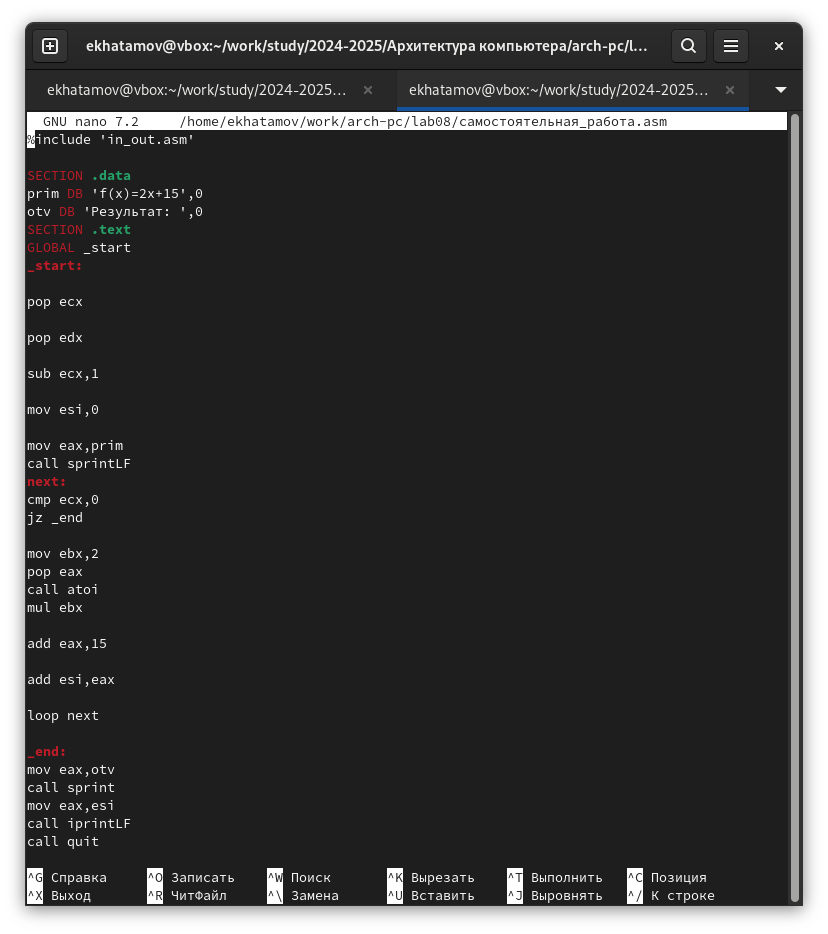 ekhatamov@vbox:~/work/study/2024-2025/Архитектура компьютера/arch-pc/l...
ekhatamov@vbox:~/work/study/2024-2025... ekhatamov@vbox:~/work/study/2024-2025...
GNU nano 7.2 /home/ekhatamov/work/arch-pc/lab08/самостоятельная_работа.asm
%include 'in_out.asm'
SECTION .data
prim DB 'f(x)=2x+15',0
otv DB 'Результат: ',0
SECTION .text
GLOBAL _start
_start:
pop ecx
pop edx
sub ecx,1
mov esi,0
mov eax,prim
call sprintLF
next:
cmp ecx,0
jz _end
mov ebx,2
pop eax
call atoi
mul ebx
add eax,15
add esi,eax
loop next
_end:
mov eax,otv
call sprint
mov eax,esi
call iprintLF
call quit
^G Справка ^O Записать ^W Поиск ^K Вырезать ^T Выполнить ^C Позиция
^X Выход ^R ЧитФайл ^\ Замена ^U Вставить ^J Выровнять ^/ К строке